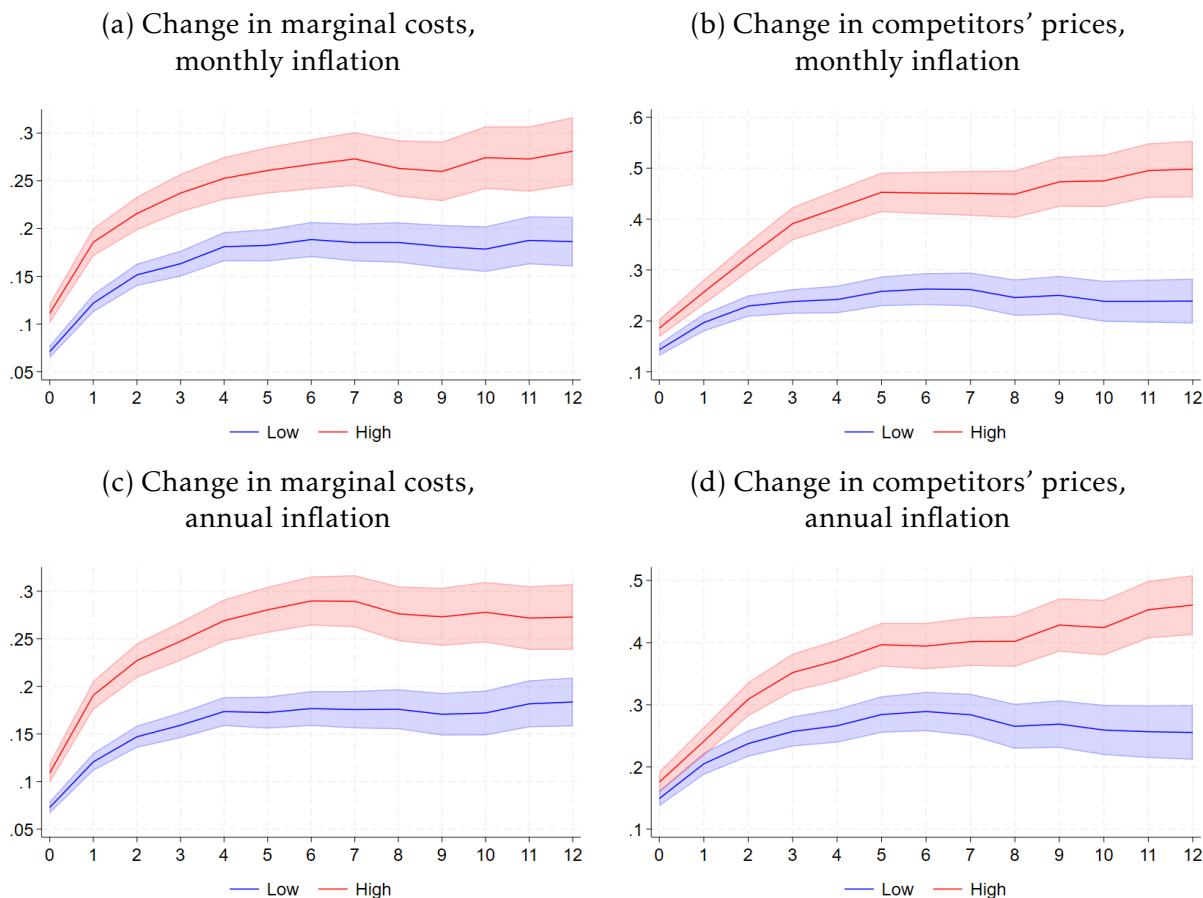 (a) Change in marginal costs,
monthly inflation
.3
.25
.2
.15
.1
.05
0 1 2 3 4 5 6 7 8 9 10 11 12
Low High
(b) Change in competitors’ prices,
monthly inflation
.6
.5
.4
.3
.2
.1
0 1 2 3 4 5 6 7 8 9 10 11 12
Low High
(c) Change in marginal costs,
annual inflation
.3
.25
.2
.15
.1
.05
0 1 2 3 4 5 6 7 8 9 10 11 12
Low High
(d) Change in competitors’ prices,
annual inflation
.5
.4
.3
.2
.1
0 1 2 3 4 5 6 7 8 9 10 11 12
Low High